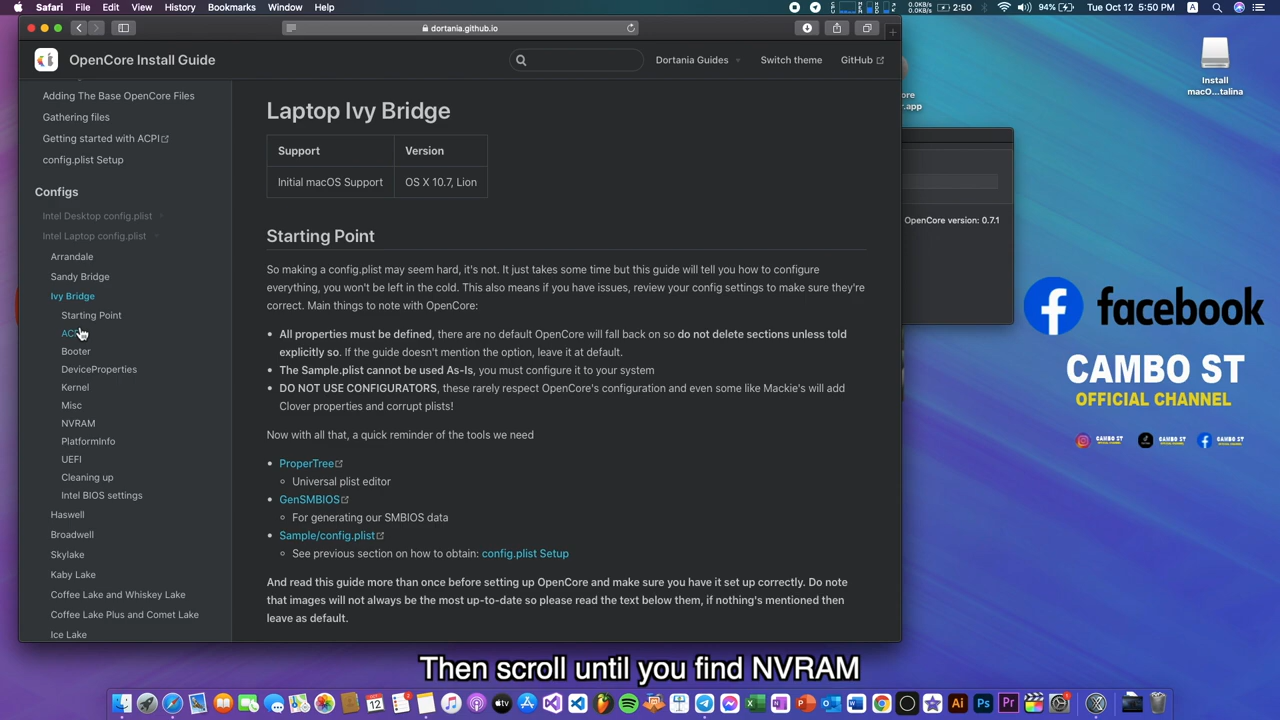 Safari File Edit View History Bookmarks Window Help
0.0KB/s
0.0KB/s
2:50 94% Tue Oct 12 5:50 PM
dortania.github.io
OpenCore Install Guide
Dortania Guides Switch theme GitHub
Adding The Base OpenCore Files
Gathering files
Getting started with ACPI
config.plist Setup
Configs
Intel Desktop config.plist
Intel Laptop config.plist
Arrandale
Sandy Bridge
Ivy Bridge
Starting Point
Booter
DeviceProperties
Kernel
Misc
NVRAM
PlatformInfo
UEFI
Cleaning up
Intel BIOS settings
Haswell
Broadwell
Skylake
Kaby Lake
Coffee Lake and Whiskey Lake
Coffee Lake Plus and Comet Lake
Ice Lake
Laptop Ivy Bridge
Support Version
Initial macOS Support OS X 10.7, Lion
Starting Point
So making a config.plist may seem hard, it's not. It just takes some time but this guide will tell you how to configure
everything, you won't be left in the cold. This also means if you have issues, review your config settings to make sure they're
correct. Main things to note with OpenCore:
• All properties must be defined, there are no default OpenCore will fall back on so do not delete sections unless told
explicitly so. If the guide doesn't mention the option, leave it at default.
• The Sample.plist cannot be used As-Is, you must configure it to your system
• DO NOT USE CONFIGURATORS, these rarely respect OpenCore's configuration and even some like Mackie's will add
Clover properties and corrupt plists!
Now with all that, a quick reminder of the tools we need
• ProperTree
Universal plist editor
• GenSMBIOS
For generating our SMBIOS data
• Sample/config.plist
See previous section on how to obtain: config.plist Setup
And read this guide more than once before setting up OpenCore and make sure you have it set up correctly. Do note
that images will not always be the most up-to-date so please read the text below them, if nothing's mentioned then
leave as default.
ore
.app
OpenCore version: 0.7.1
Install
macO...talina
facebook
CAMBO ST
OFFICIAL CHANNEL
CAMBO ST CAMBO ST CAMBO ST
Then scroll until you find NVRAM